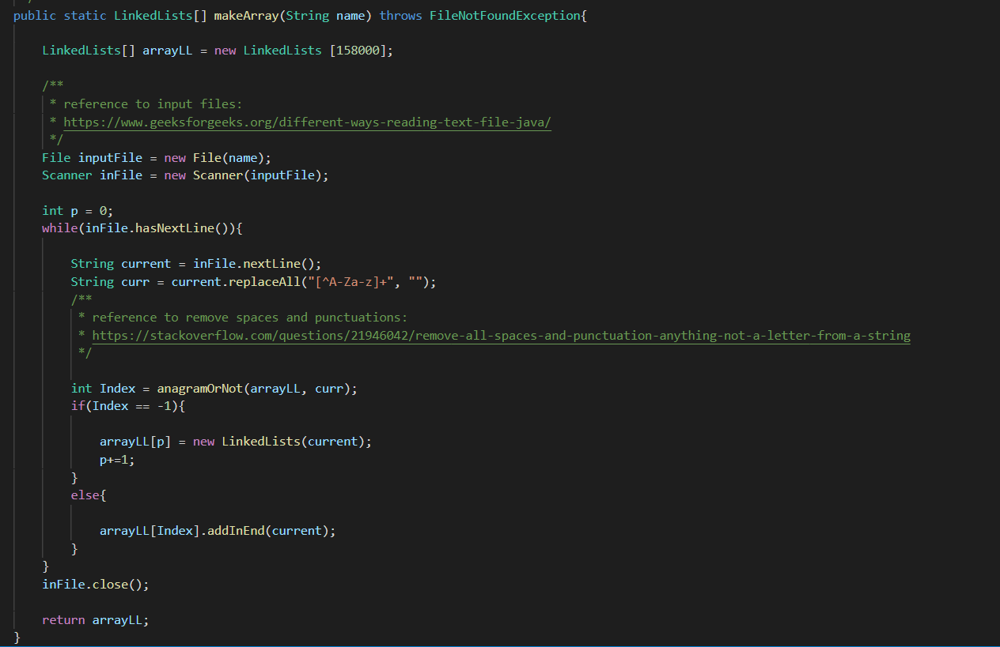 public static LinkedLists[] makeArray(String name) throws FileNotFoundException{
LinkedLists[] arrayLL = new LinkedLists [158000];
/**
* reference to input files:
* https://www.geeksforgeeks.org/different-ways-reading-text-file-java/
*/
File inputFile = new File(name);
Scanner inFile = new Scanner(inputFile);
int p = 0;
while(inFile.hasNextLine()){
String current = inFile.nextLine();
String curr = current.replaceAll("[^A-Za-z]+", "");
/**
* reference to remove spaces and punctuations:
* https://stackoverflow.com/questions/21946042/remove-all-spaces-and-punctuation-anything-not-a-letter-from-a-string
*/
int Index = anagramOrNot(arrayLL, curr);
if(Index == -1){
arrayLL[p] = new LinkedLists(current);
p+=1;
}
else{
arrayLL[Index].addInEnd(current);
}
}
inFile.close();
return arrayLL;
}